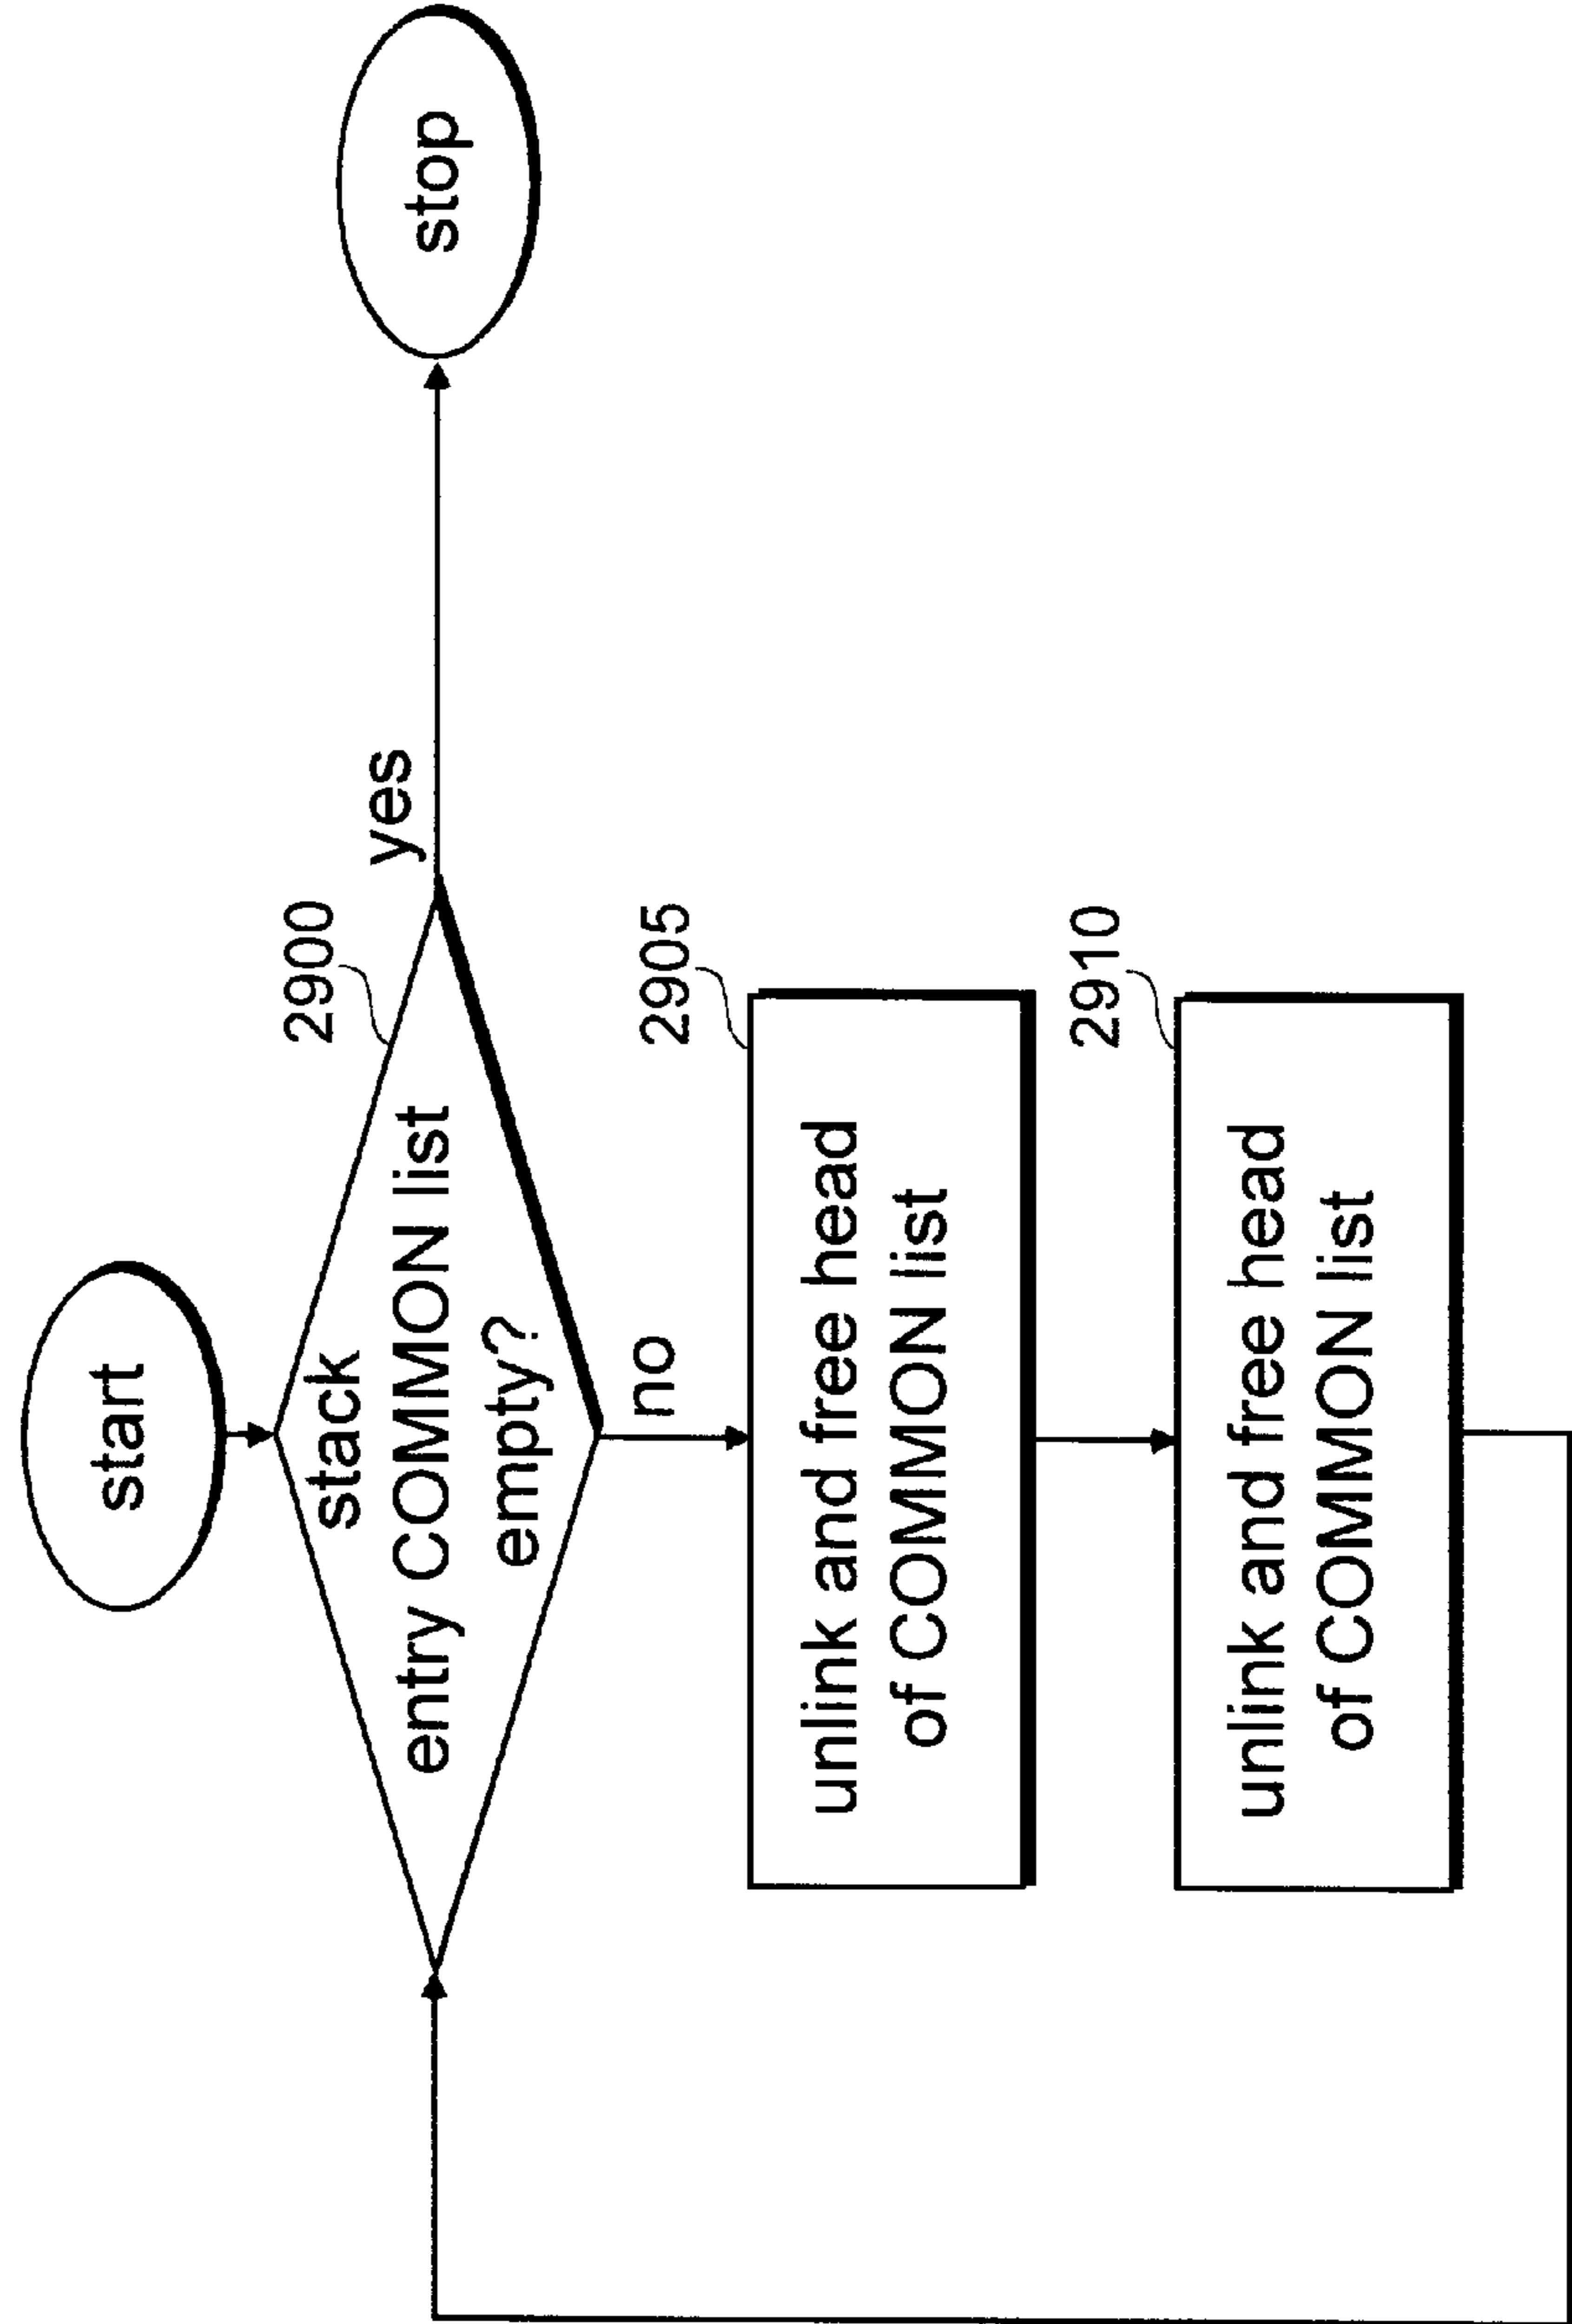 start
2900
stack
entry COMMON list
empty?
yes
stop
no
2905
unlink and free head
of COMMON list
2910
unlink and free head
of COMMON list